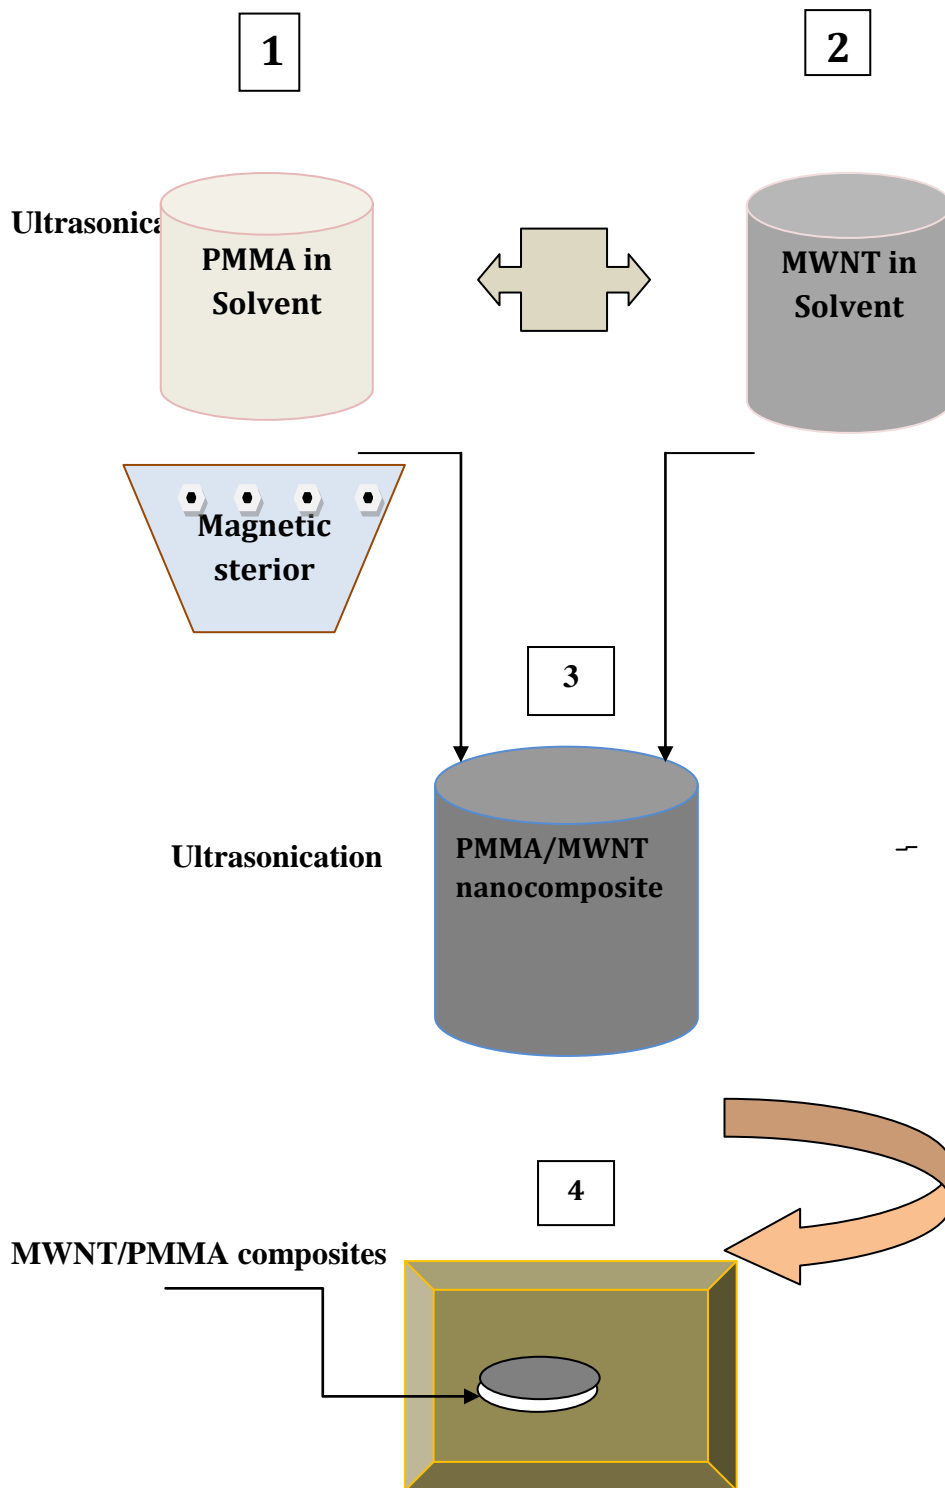 1
2
Ultrasonica
PMMA in
Solvent
MWNT in
Solvent
Magnetic
sterior
3
Ultrasonication
PMMA/MWNT
nanocomposite
4
MWNT/PMMA composites